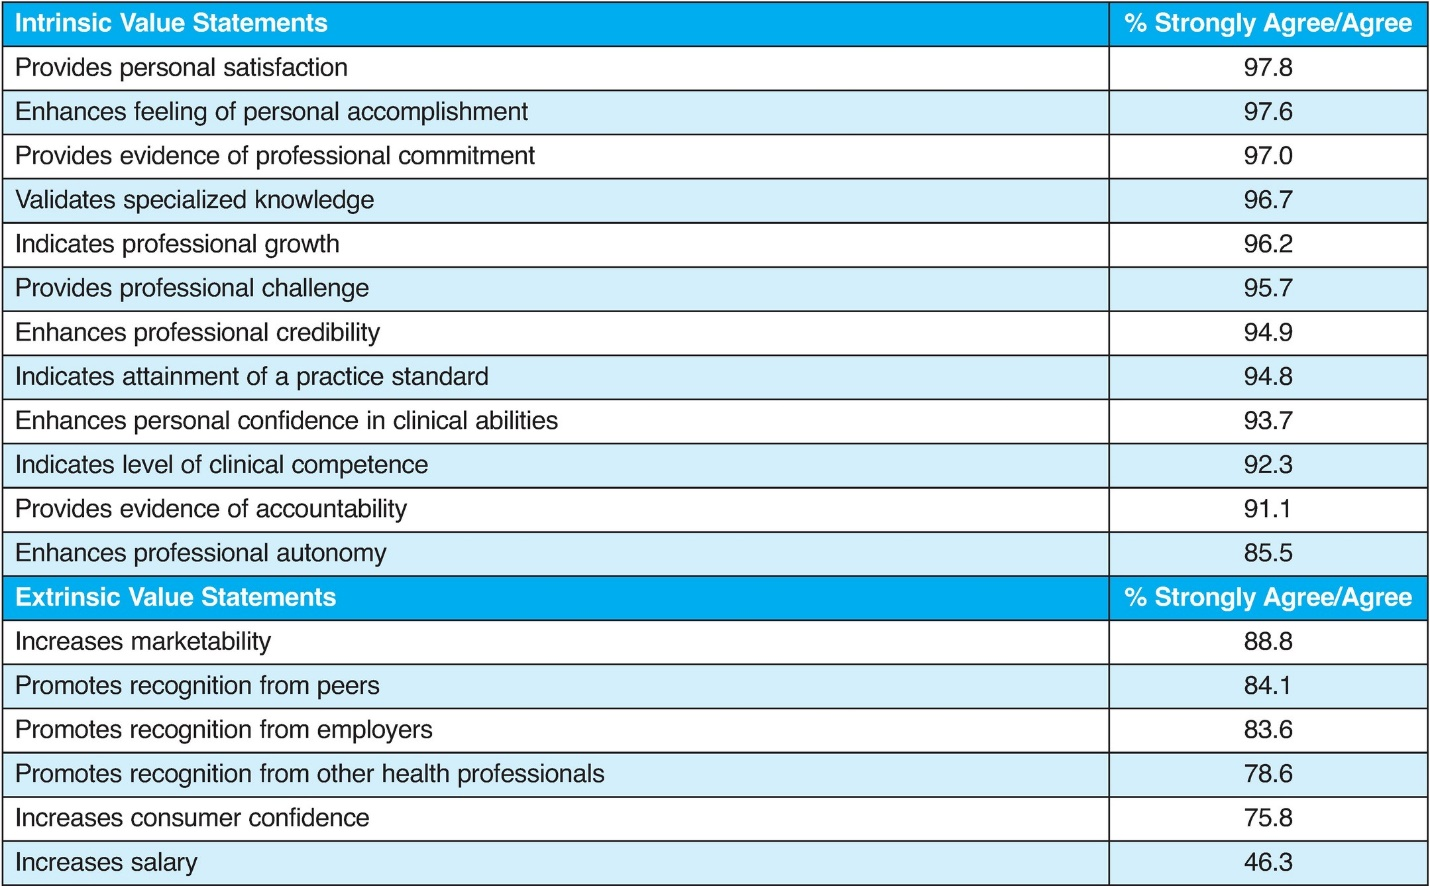 Intrinsic Value Statements % Strongly Agree/Agree
Provides personal satisfaction 97.8
Enhances feeling of personal accomplishment 97.6
Provides evidence of professional commitment 97.0
Validates specialized knowledge 96.7
Indicates professional growth 96.2
Provides professional challenge 95.7
Enhances professional credibility 94.9
Indicates attainment of a practice standard 94.8
Enhances personal confidence in clinical abilities 93.7
Indicates level of clinical competence 92.3
Provides evidence of accountability 91.1
Enhances professional autonomy 85.5
Extrinsic Value Statements % Strongly Agree/Agree
Increases marketability 88.8
Promotes recognition from peers 84.1
Promotes recognition from employers 83.6
Promotes recognition from other health professionals 78.6
Increases consumer confidence 75.8
Increases salary 46.3